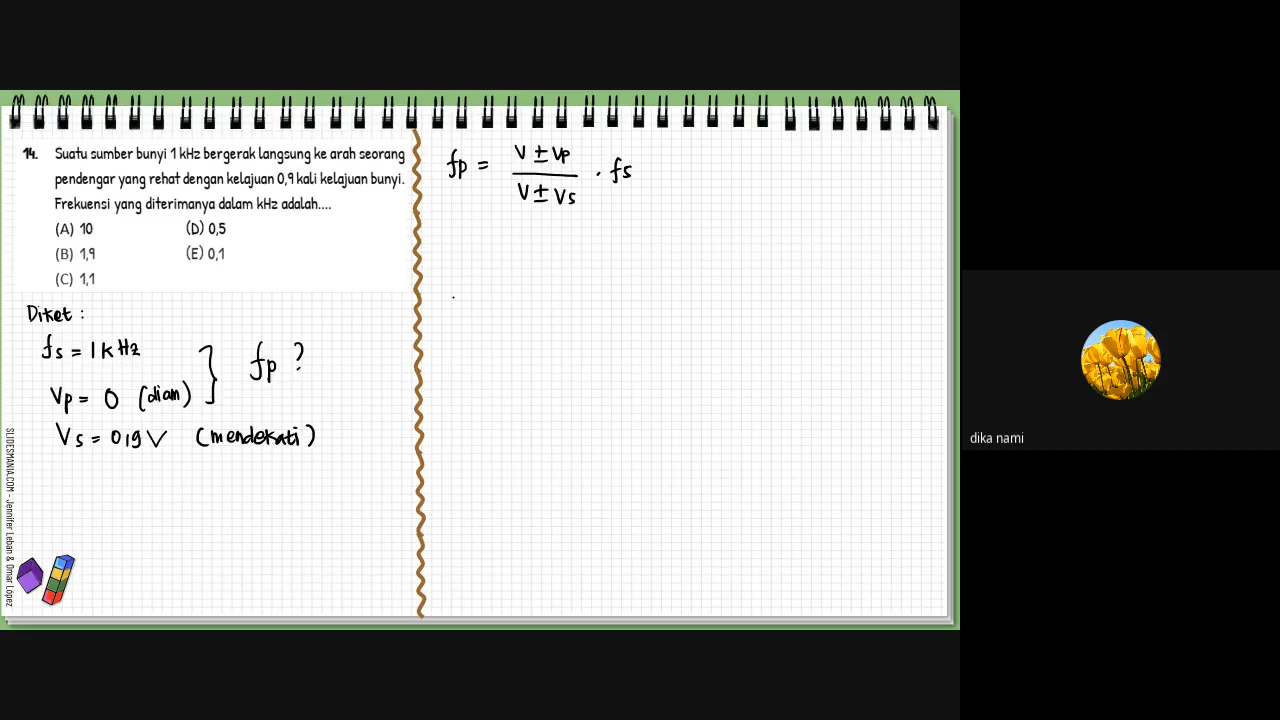 14. Suatu sumber bunyi 1 kHz bergerak langsung ke arah seorang
pendengar yang rehat dengan kelajuan 0,9 kali kelajuan bunyi.
Frekuensi yang diterimanya dalam kHz adalah....
(A) 10 (D) 0,5
(B) 1,9 (E) 0,1
(C) 1,1
Diket :
fs = 1 kHz
Vp = 0 (diam)
} fp ?
Vs = 0,9 V (mendekati)
fp = V ± Vp
V ± Vs
. fs
SLIDESMANIA.COM - Jennifer Leban & Omar López
dika nami